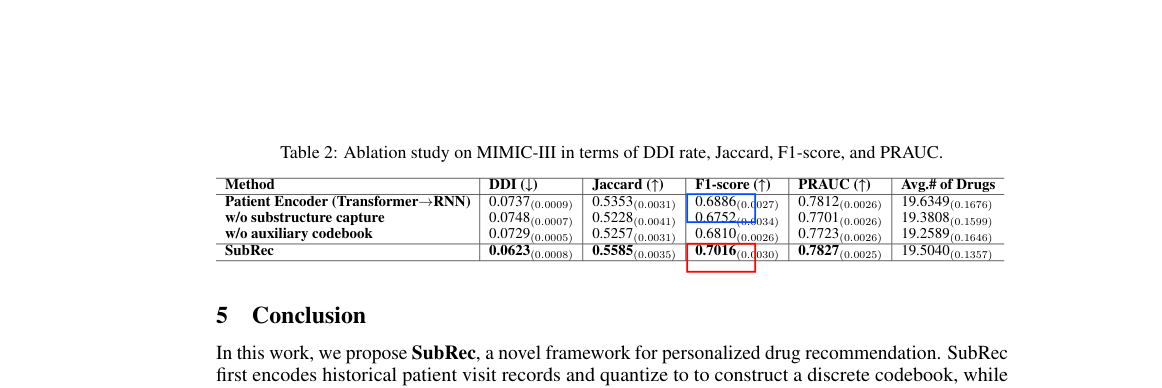 Table 2: Ablation study on MIMIC-III in terms of DDI rate, Jaccard, F1-score, and PRAUC.
Method DDI (↓) Jaccard (↑) F1-score (↑) PRAUC (↑) Avg.# of Drugs
Patient Encoder (Transformer→RNN) 0.0737(0.0009) 0.5353(0.0031) 0.6886(0.0027) 0.7812(0.0026) 19.6349(0.1676)
w/o substructure capture 0.0748(0.0007) 0.5228(0.0041) 0.6752(0.0034) 0.7701(0.0026) 19.3808(0.1599)
w/o auxiliary codebook 0.0729(0.0005) 0.5257(0.0031) 0.6810(0.0026) 0.7723(0.0026) 19.2589(0.1646)
SubRec 0.0623(0.0008) 0.5585(0.0035) 0.7016(0.0030) 0.7827(0.0025) 19.5040(0.1357)
5 Conclusion
In this work, we propose SubRec, a novel framework for personalized drug recommendation. SubRec
first encodes historical patient visit records and quantize to to construct a discrete codebook, while